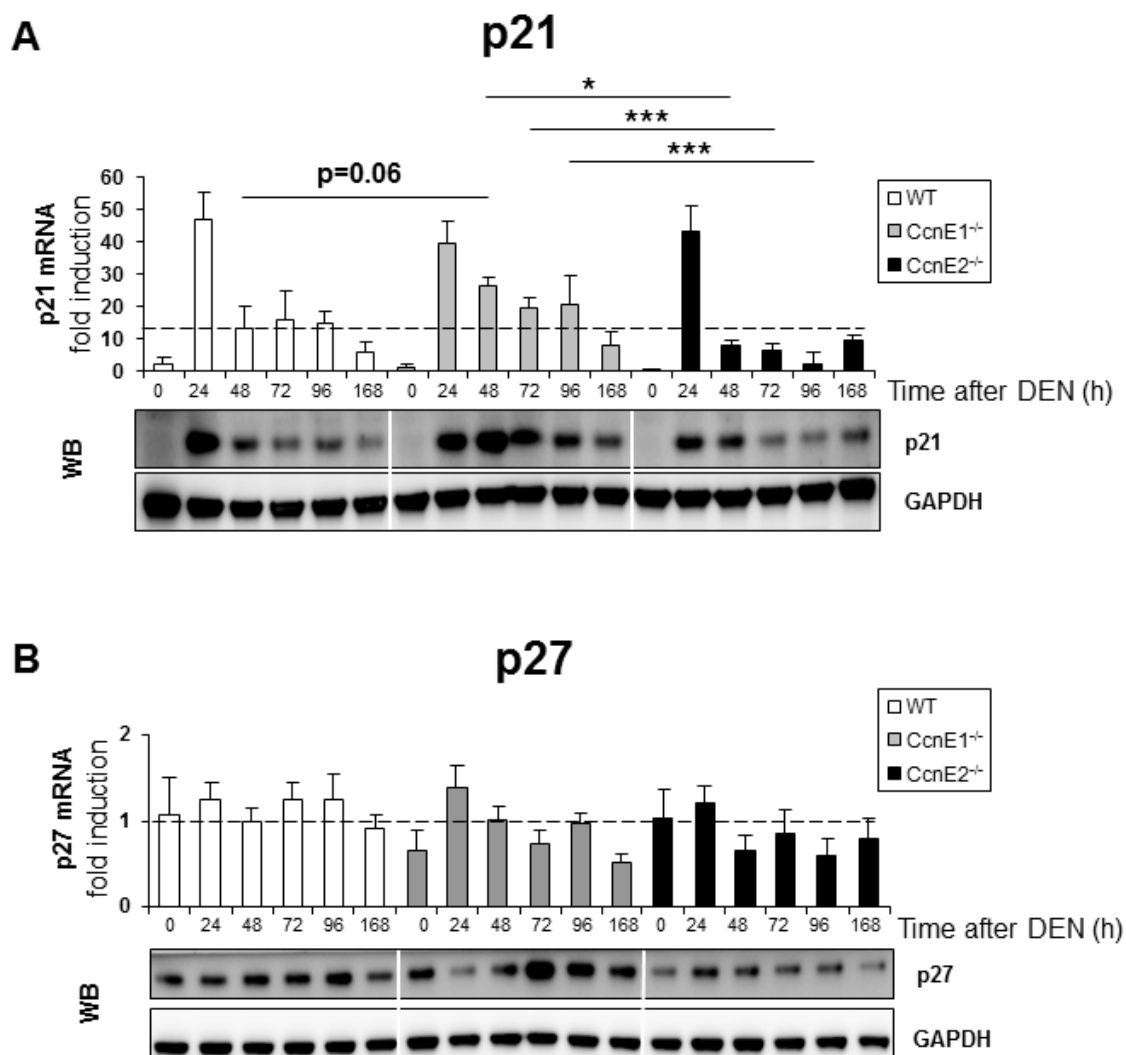 A
p21
*
***
***
p=0.06
p21 mRNA
fold induction
60
50
40
30
20
10
0
WT
CcnE1-/-
CcnE2-/-
0 24 48 72 96 168 0 24 48 72 96 168 0 24 48 72 96 168 Time after DEN (h)
WB
p21
GAPDH
B
p27
p27 mRNA
fold induction
2
1
0
WT
CcnE1-/-
CcnE2-/-
0 24 48 72 96 168 0 24 48 72 96 168 0 24 48 72 96 168 Time after DEN (h)
WB
p27
GAPDH